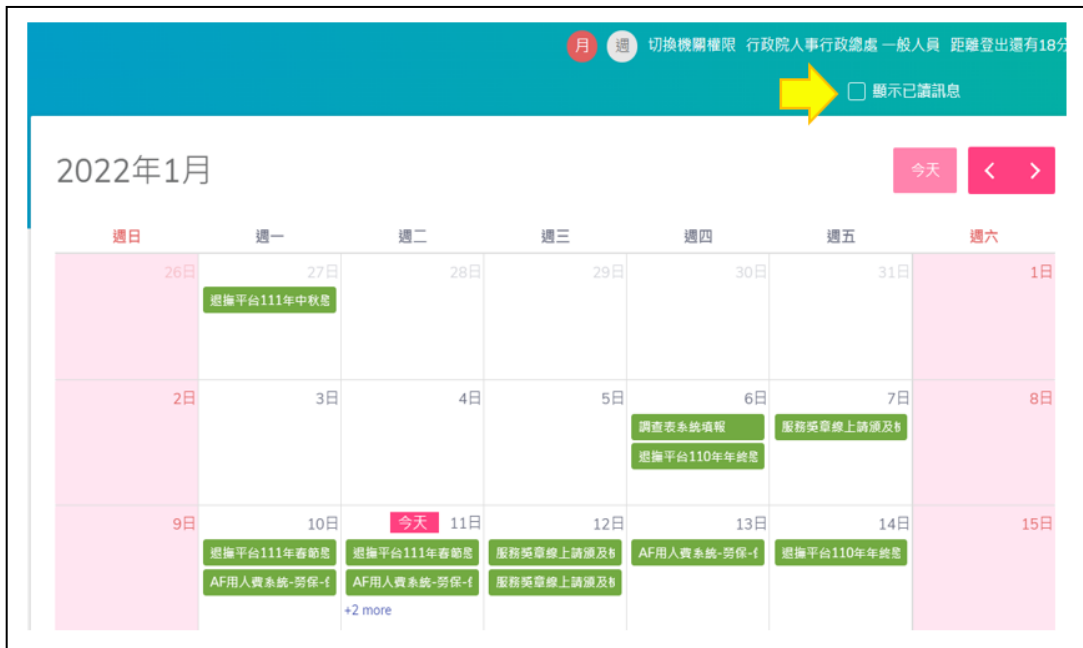 月 週 切換機關權限 行政院人事行政總處 一般人員 距離登出還有18分
顯示已讀訊息
2022年1月
今天
週日 週一 週二 週三 週四 週五 週六
26日 27日 28日 29日 30日 31日 1日
退撫平台111年中秋慰
2日 3日 4日 5日 6日 7日 8日
調查表系統填報 服務獎章線上請頒及
退撫平台110年年終慰
9日 10日 今天 11日 12日 13日 14日 15日
退撫平台111年春節慰 退撫平台111年春節慰 服務獎章線上請頒及 AF用人費系統-勞保- 退撫平台110年年終慰
AF用人費系統-勞保- AF用人費系統-勞保- 服務獎章線上請頒及
+2 more